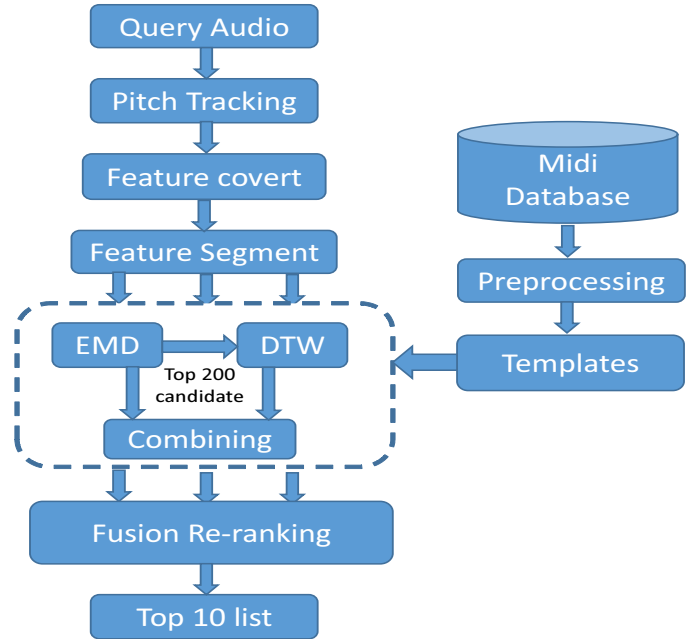 Query Audio
Pitch Tracking
Feature covert
Feature Segment
EMD
DTW
Top 200
candidate
Combining
Fusion Re-ranking
Top 10 list
Midi
Database
Preprocessing
Templates